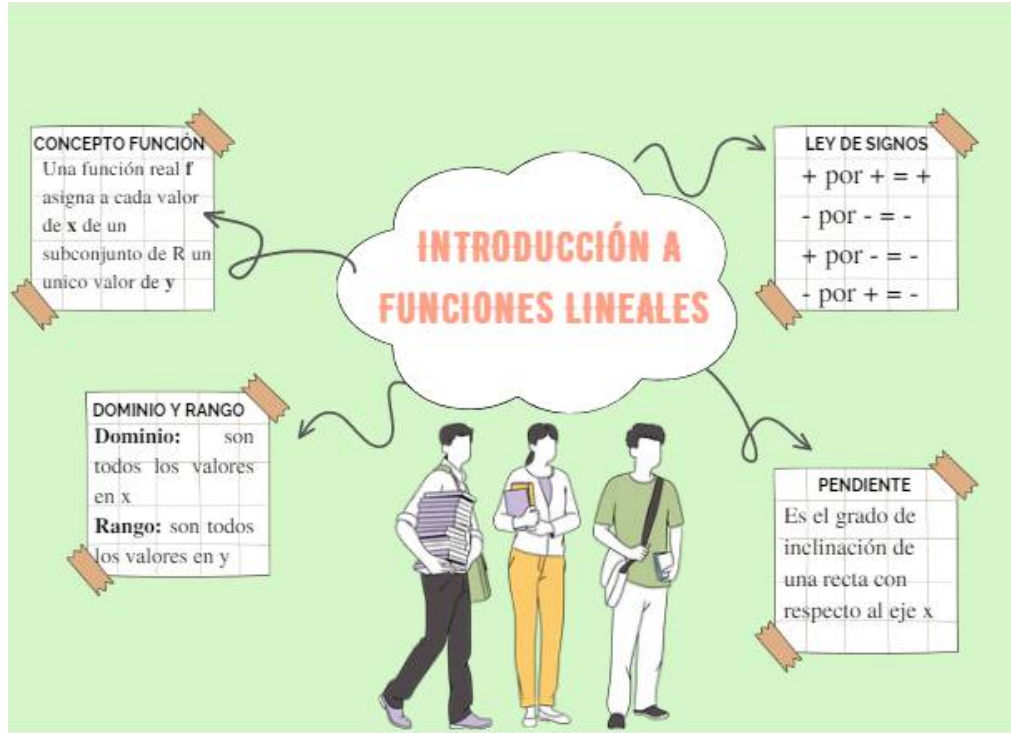 CONCEPTO FUNCIÓN
Una función real f
asigna a cada valor
de x de un
subconjunto de R un
unico valor de y
INTRODUCCIÓN A
FUNCIONES LINEALES
LEY DE SIGNOS
+ por + = +
- por - = -
+ por - = -
- por + = -
DOMINIO Y RANGO
Dominio: son
todos los valores
en x
Rango: son todos
los valores en y
PENDIENTE
Es el grado de
inclinación de
una recta con
respecto al eje x